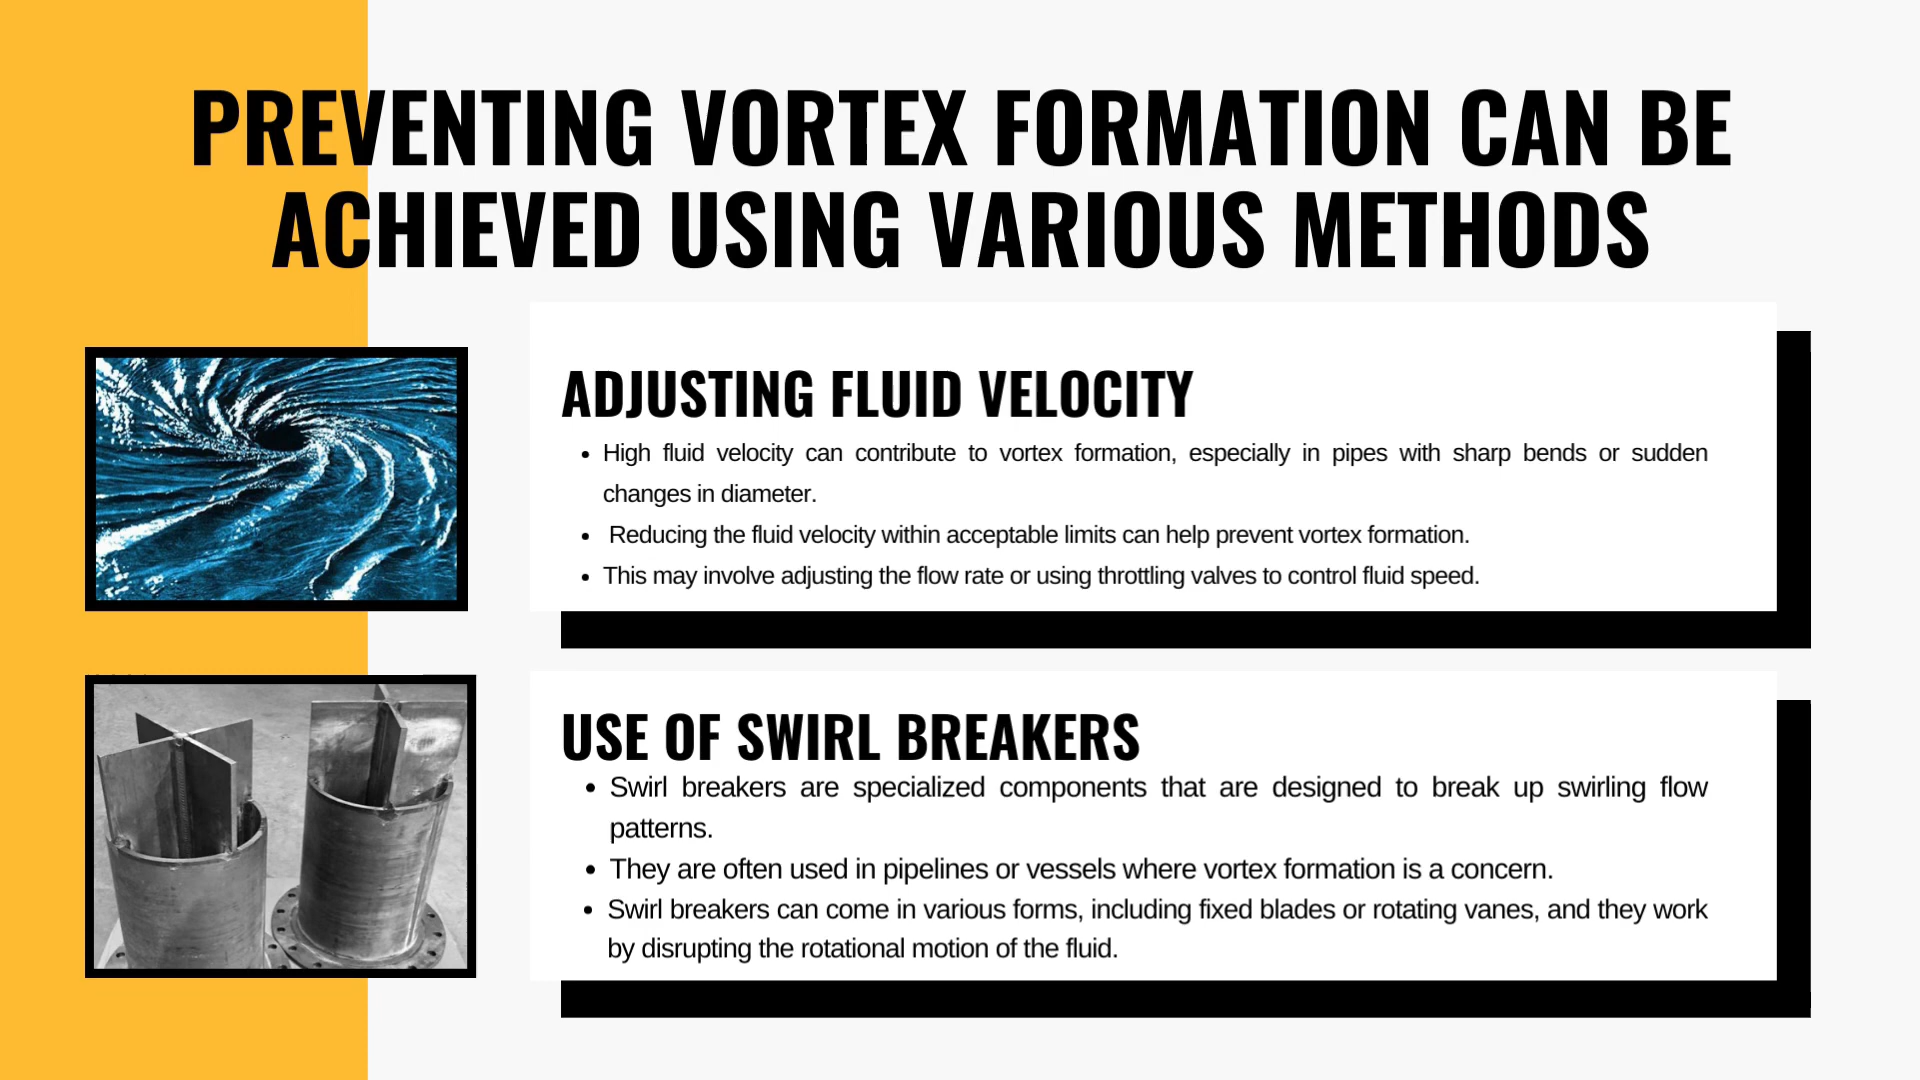 PREVENTING VORTEX FORMATION CAN BE
ACHIEVED USING VARIOUS METHODS
ADJUSTING FLUID VELOCITY
• High fluid velocity can contribute to vortex formation, especially in pipes with sharp bends or sudden
changes in diameter.
• Reducing the fluid velocity within acceptable limits can help prevent vortex formation.
• This may involve adjusting the flow rate or using throttling valves to control fluid speed.
USE OF SWIRL BREAKERS
• Swirl breakers are specialized components that are designed to break up swirling flow
patterns.
• They are often used in pipelines or vessels where vortex formation is a concern.
• Swirl breakers can come in various forms, including fixed blades or rotating vanes, and they work
by disrupting the rotational motion of the fluid.